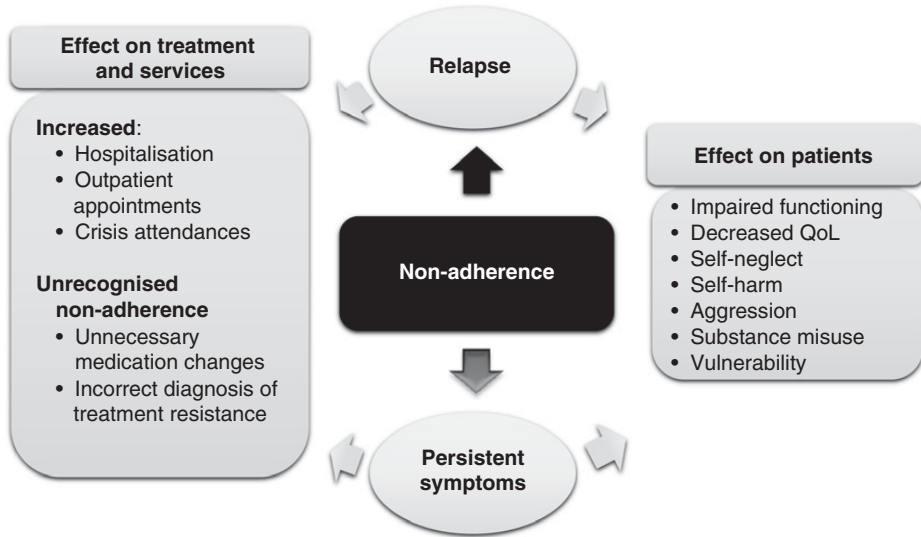 Effect on treatment
and services
Increased:
• Hospitalisation
• Outpatient
appointments
• Crisis attendances
Unrecognised
non-adherence
• Unnecessary
medication changes
• Incorrect diagnosis of
treatment resistance
Relapse
Non-adherence
Persistent
symptoms
Effect on patients
• Impaired functioning
• Decreased QoL
• Self-neglect
• Self-harm
• Aggression
• Substance misuse
• Vulnerability